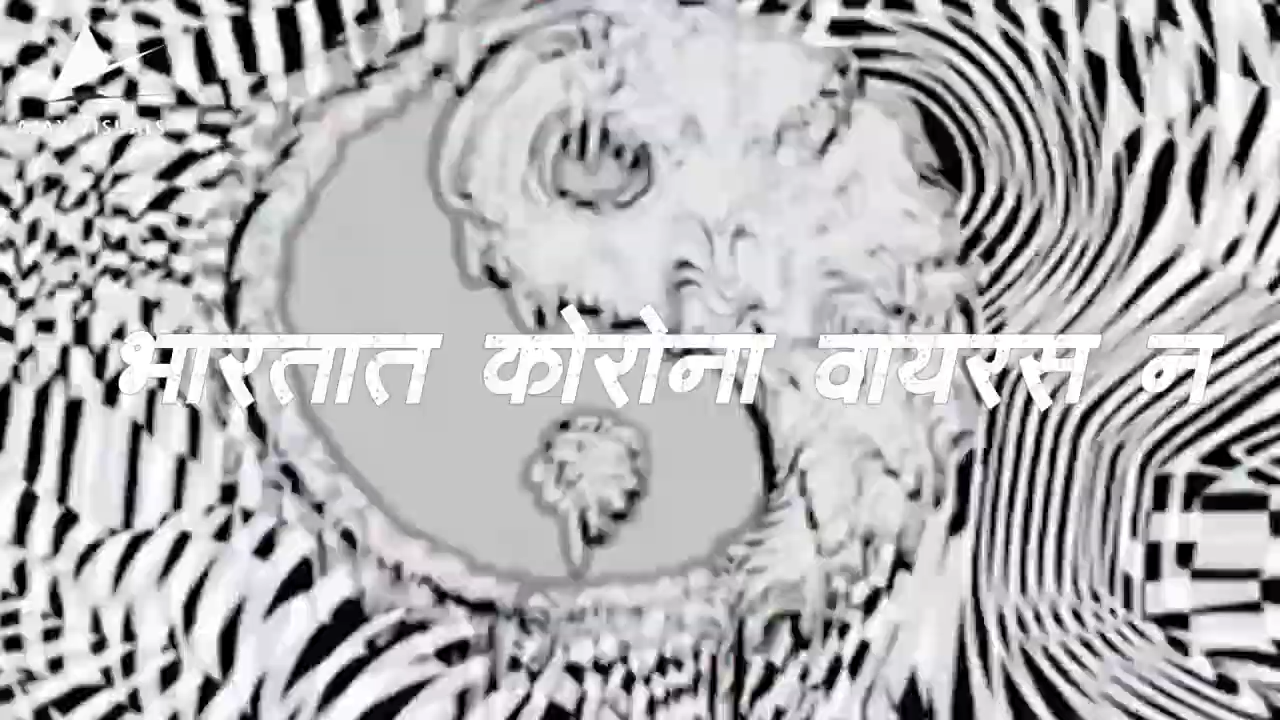 भारतात कोरोना वायरस न